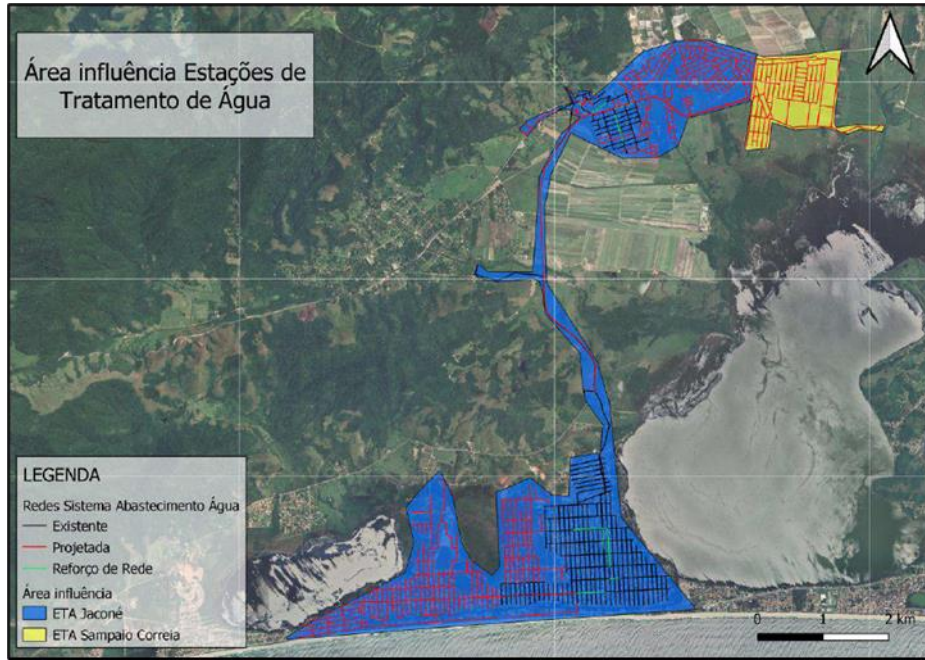 Área influência Estações de
Tratamento de Água
LEGENDA
Redes Sistema Abastecimento Água
Existente
Projetada
Reforço de Rede
Área influência
ETA Jaconé
ETA Sampaio Correia
0 1 2 km